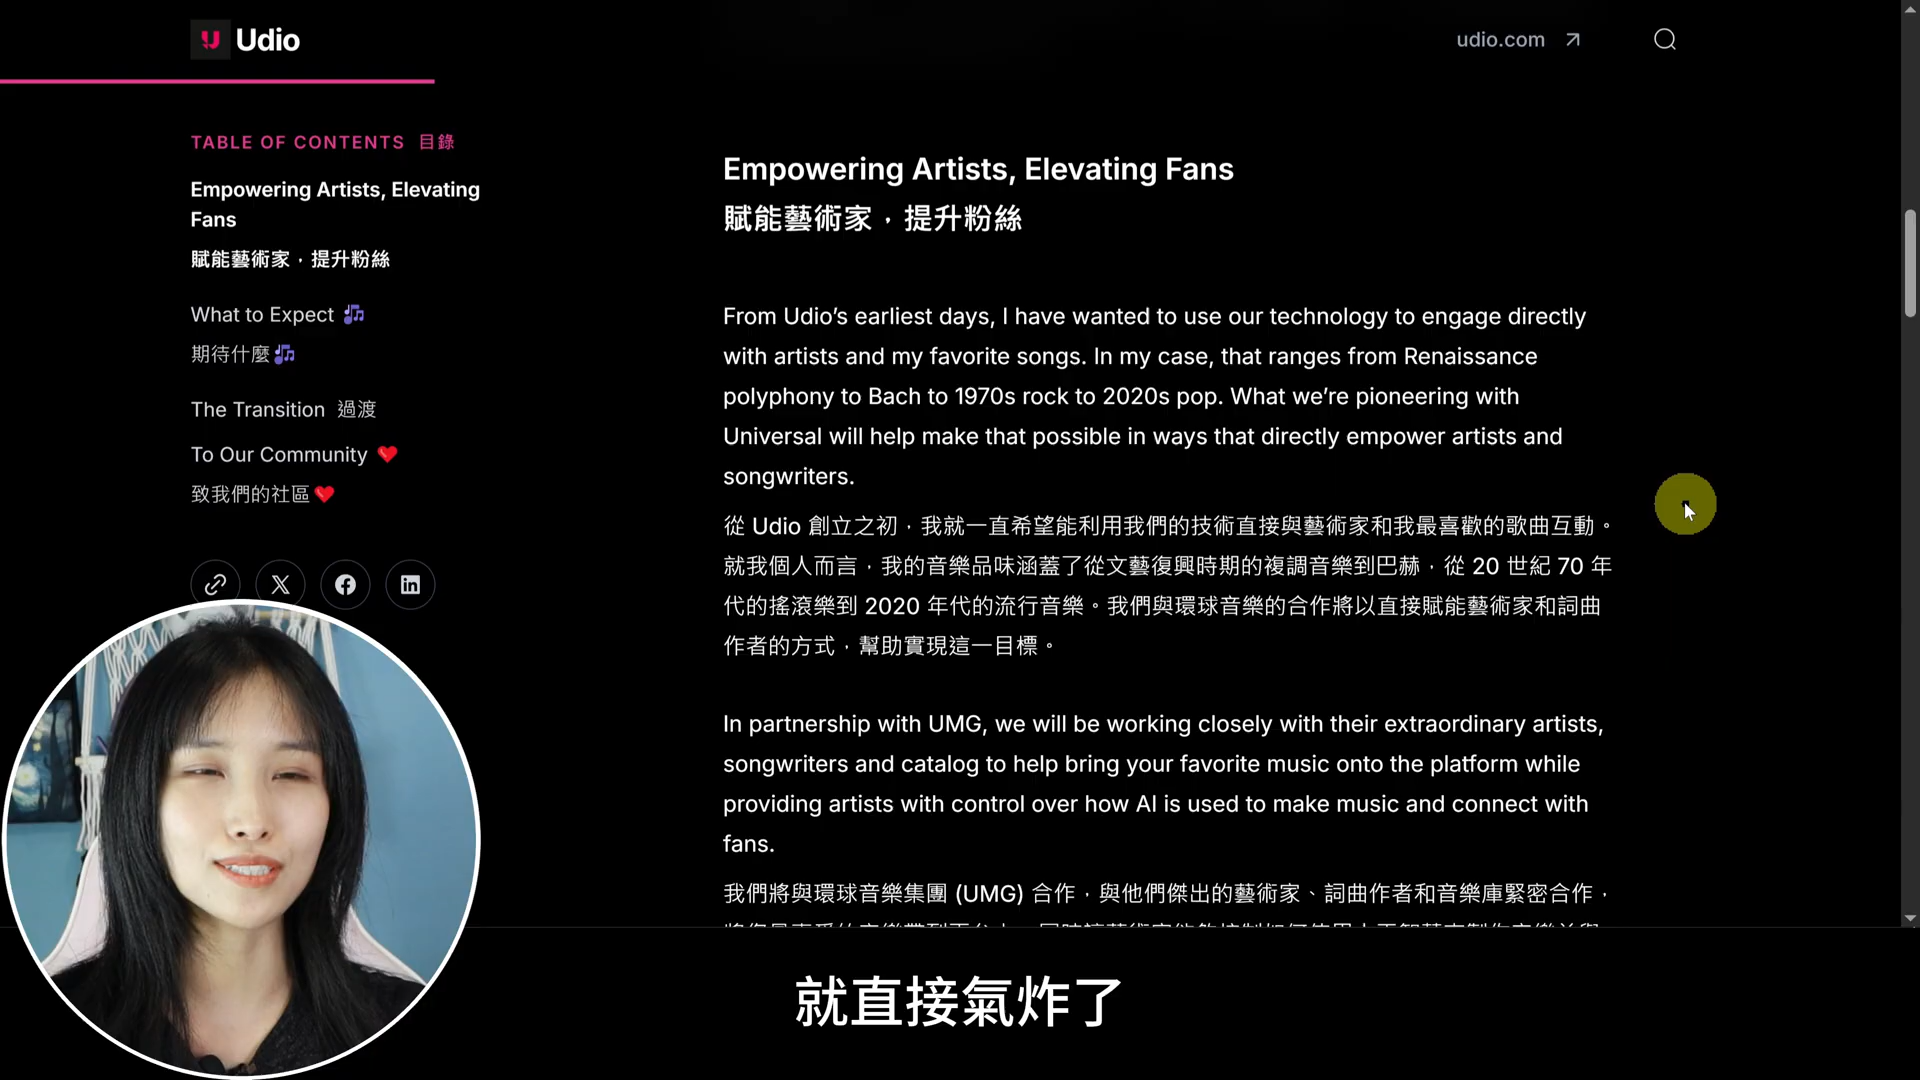 Udio
udio.com
TABLE OF CONTENTS 目錄
Empowering Artists, Elevating
Fans
賦能藝術家，提升粉絲
What to Expect 🎶
期待什麼🎶
The Transition 過渡
To Our Community ❤️
致我們的社區❤️
Empowering Artists, Elevating Fans
賦能藝術家，提升粉絲
From Udio’s earliest days, I have wanted to use our technology to engage directly
with artists and my favorite songs. In my case, that ranges from Renaissance
polyphony to Bach to 1970s rock to 2020s pop. What we’re pioneering with
Universal will help make that possible in ways that directly empower artists and
songwriters.
從 Udio 創立之初，我就一直希望能利用我們的技術直接與藝術家和我最喜歡的歌曲互動。
就我個人而言，我的音樂品味涵蓋了從文藝復興時期的複調音樂到巴赫，從 20 世紀 70 年
代的搖滾樂到 2020 年代的流行音樂。我們與環球音樂的合作將以直接賦能藝術家和詞曲
作者的方式，幫助實現這一目標。
In partnership with UMG, we will be working closely with their extraordinary artists,
songwriters and catalog to help bring your favorite music onto the platform while
providing artists with control over how AI is used to make music and connect with
fans.
我們將與環球音樂集團 (UMG) 合作，與他們傑出的藝術家、詞曲作者和音樂庫緊密合作，
就直接氣炸了